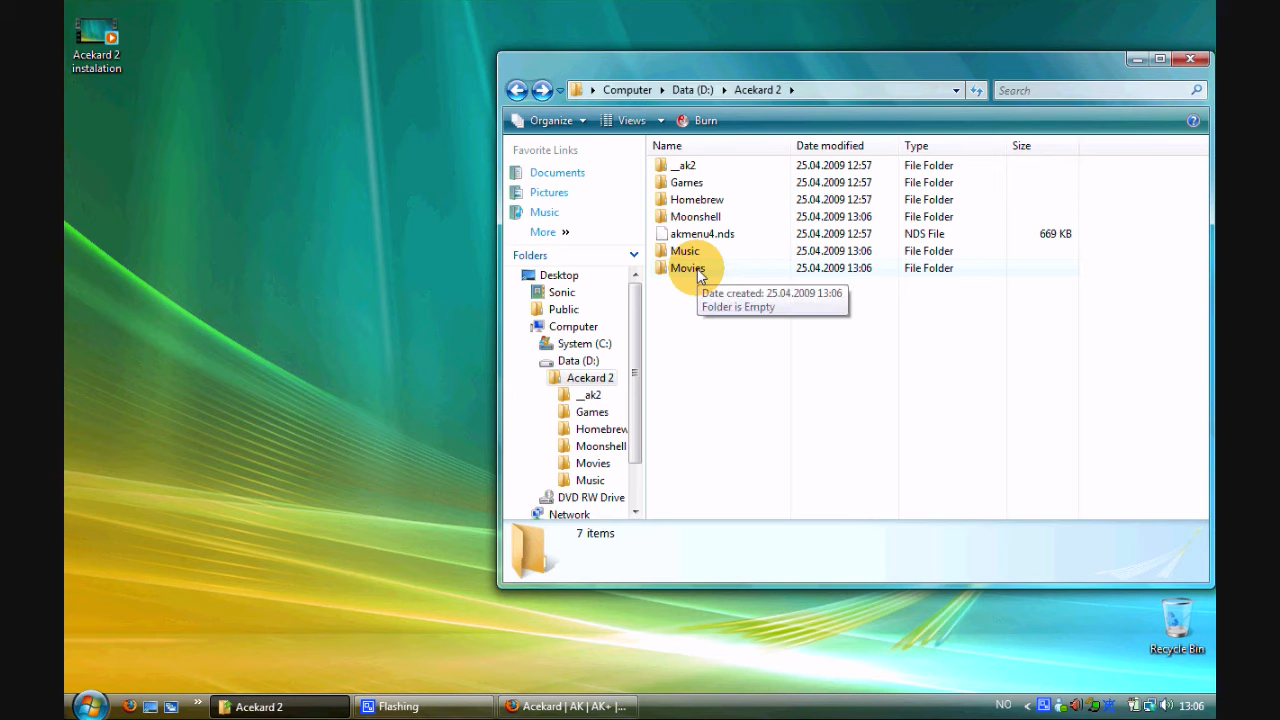 Acekard 2
instalation
Computer
Data (D:)
Acekard 2
Search
Organize
Views
Burn
Favorite Links
Documents
Pictures
Music
More »
Folders
Desktop
Sonic
Public
Computer
System (C:)
Data (D:)
Acekard 2
__ak2
Games
Homebrew
Moonshell
Movies
Music
DVD RW Drive
Network
Name Date modified Type Size
__ak2 25.04.2009 12:57 File Folder
Games 25.04.2009 12:57 File Folder
Homebrew 25.04.2009 12:57 File Folder
Moonshell 25.04.2009 13:06 File Folder
akmenu4.nds 25.04.2009 12:57 NDS File 669 KB
Music 25.04.2009 13:06 File Folder
Movies 25.04.2009 13:06 File Folder
Date created: 25.04.2009 13:06
Folder is Empty
7 items
Recycle Bin
» Acekard 2 Flashing Acekard | AK | AK+ |... NO < 13:06